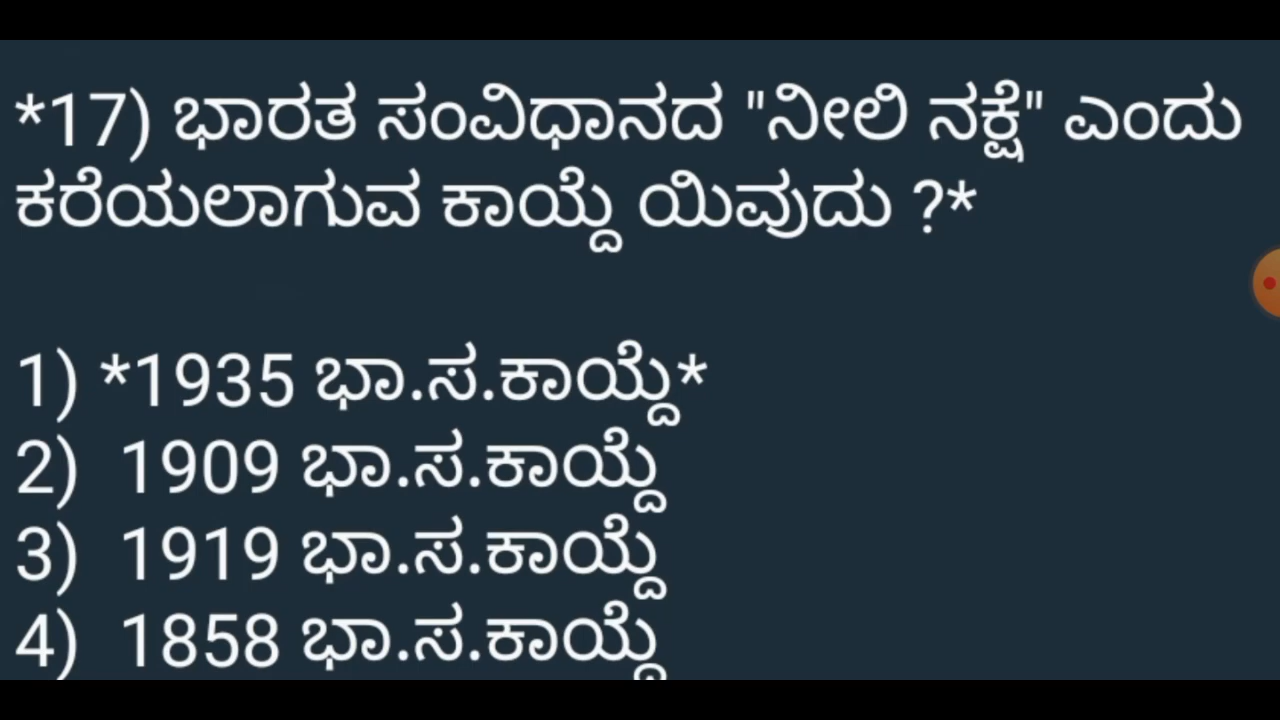 *17) ಭಾರತ ಸಂವಿಧಾನದ "ನೀಲಿ ನಕ್ಷೆ" ಎಂದು
ಕರೆಯಲಾಗುವ ಕಾಯ್ದೆ ಯಿವುದು ?*
1) *1935 ಭಾ.ಸ.ಕಾಯ್ದೆ*
2) 1909 ಭಾ.ಸ.ಕಾಯ್ದೆ
3) 1919 ಭಾ.ಸ.ಕಾಯ್ದೆ
4) 1858 ಭಾ.ಸ.ಕಾಯ್ದೆ